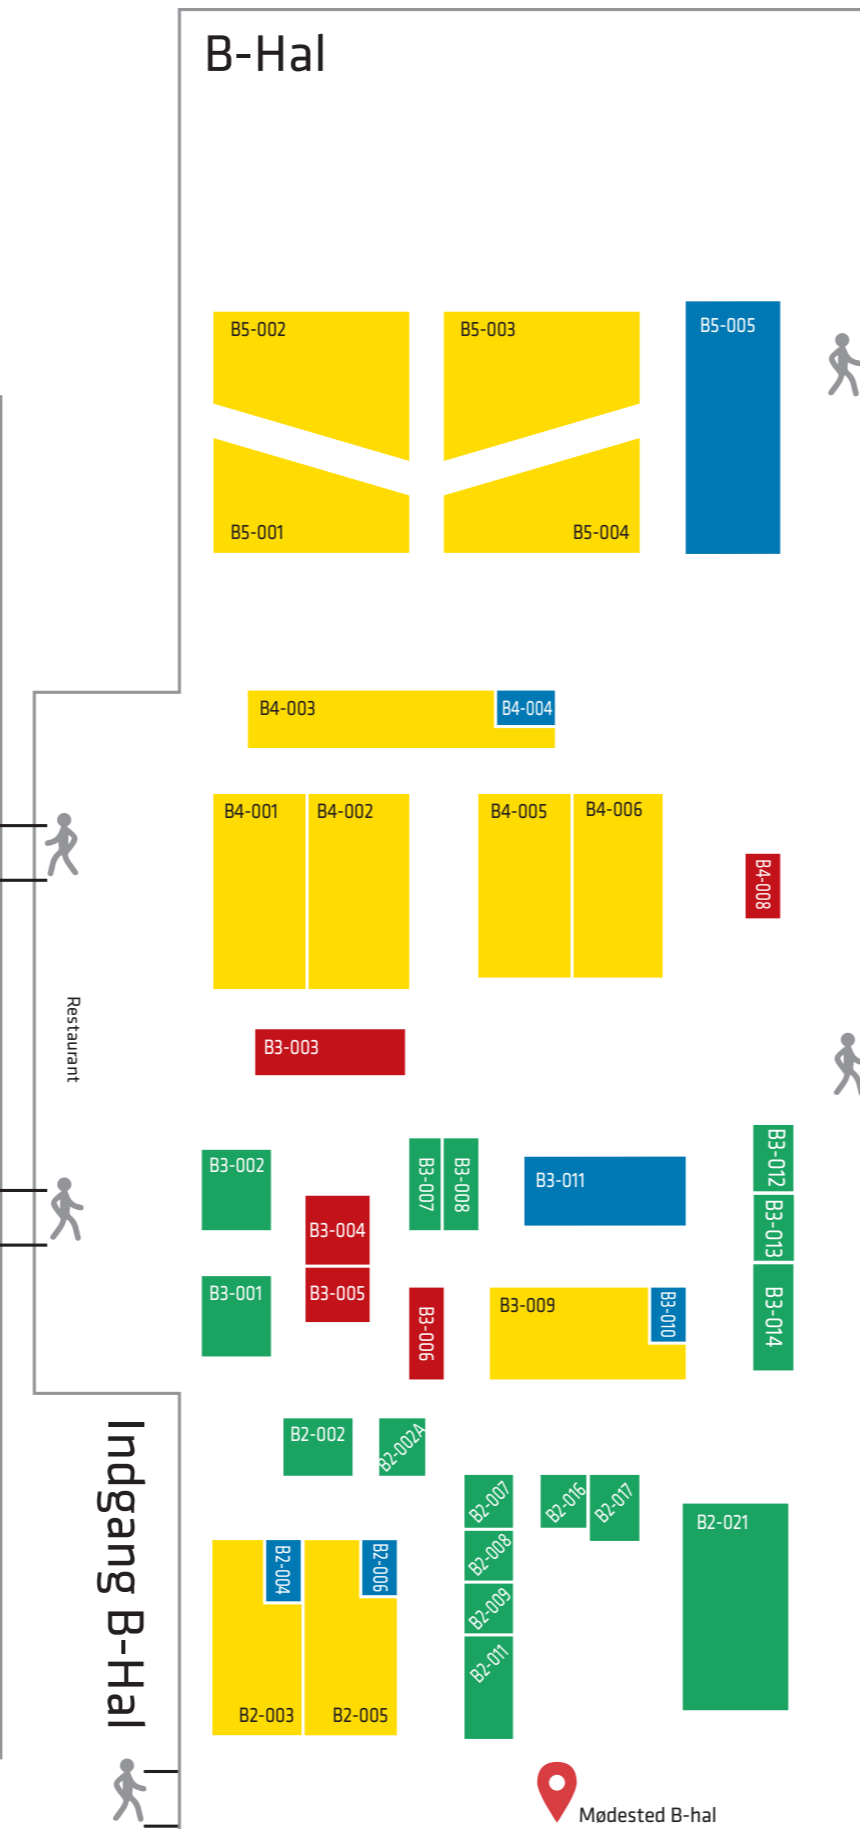 B-Hal
B5-002
B5-003
B5-005
B5-001
B5-004
B4-003
B4-004
B4-001
B4-002
B4-005
B4-006
B4-008
Restaurant
B3-003
B3-002
B3-004
B3-007
B3-008
B3-011
B3-012
B3-013
B3-001
B3-005
B3-006
B3-009
B3-010
B3-014
Indgang B-Hal
B2-002
B2-002A
B2-007
B2-016
B2-017
B2-021
B2-008
B2-004
B2-006
B2-009
B2-011
B2-003
B2-005
Mødested B-hal